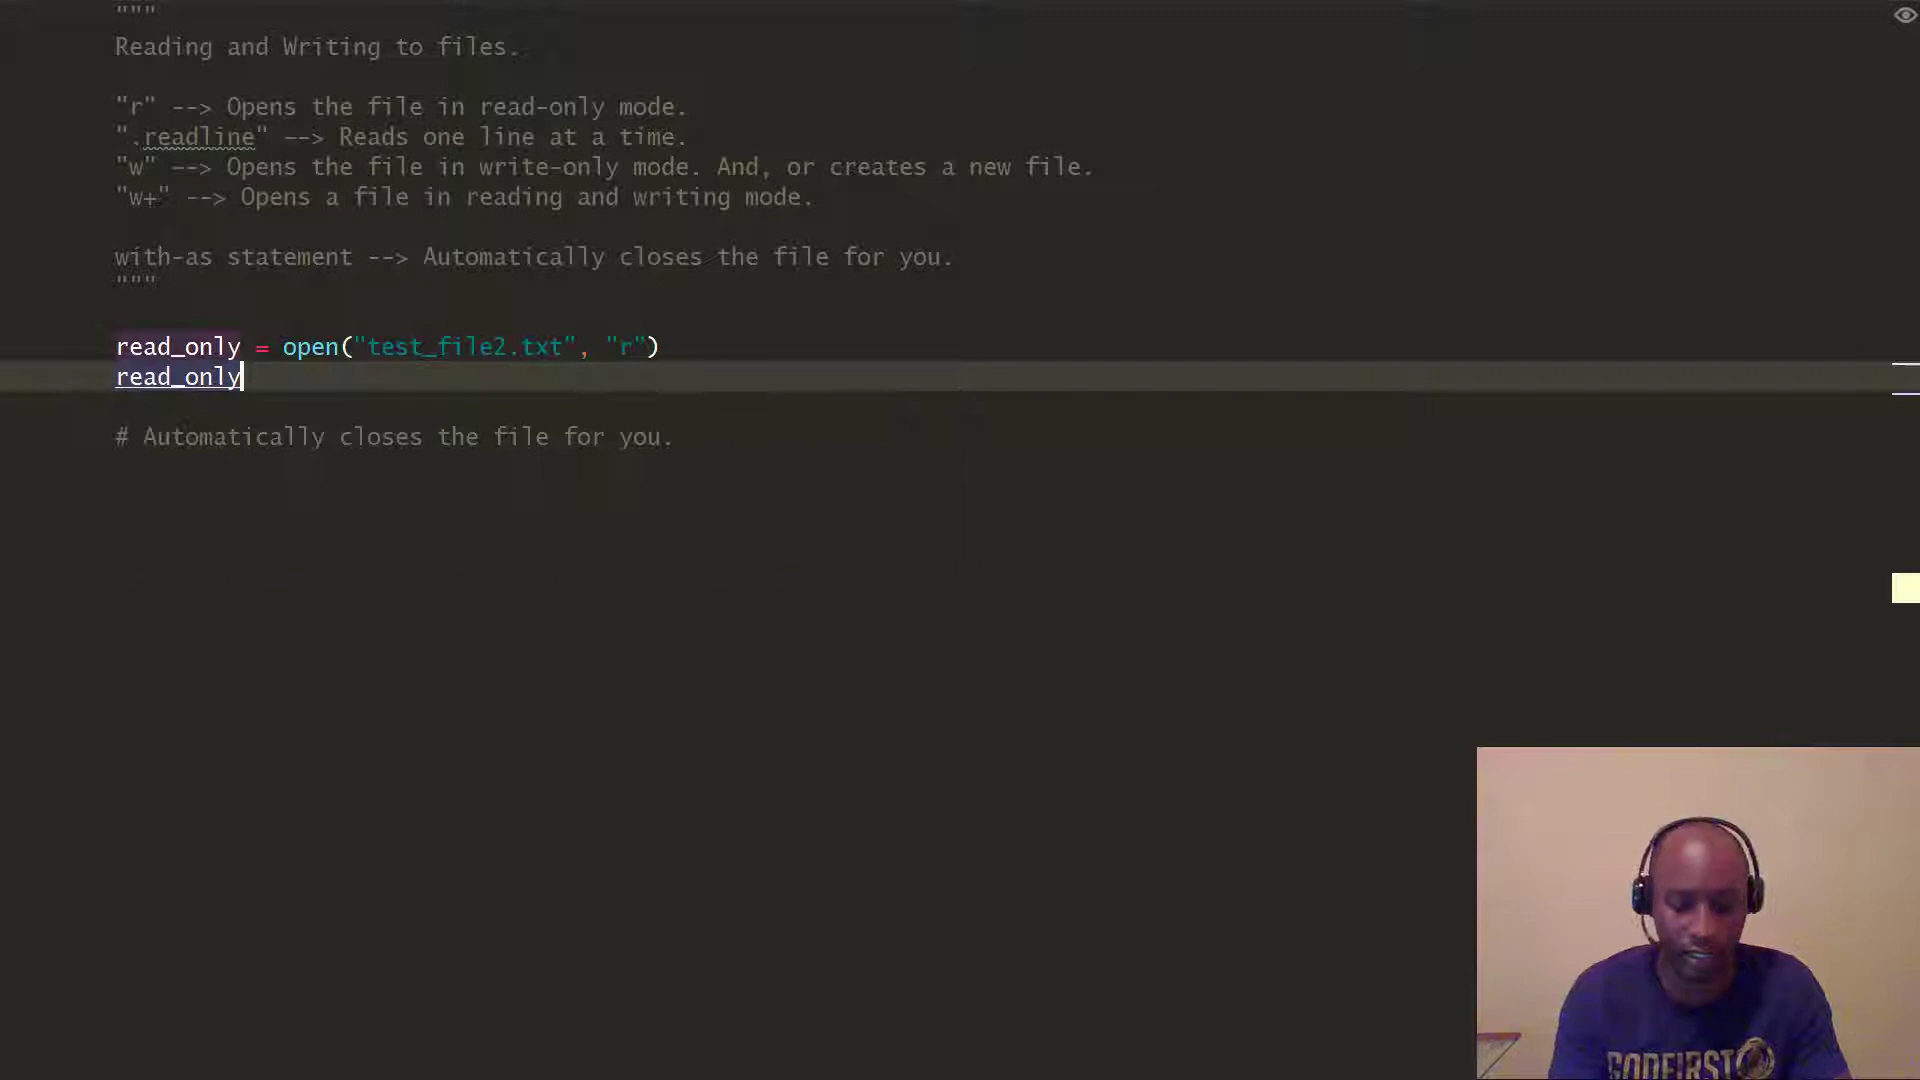 """
Reading and Writing to files.
"r" --> Opens the file in read-only mode.
".readline" --> Reads one line at a time.
"w" --> Opens the file in write-only mode. And, or creates a new file.
"w+" --> Opens a file in reading and writing mode.
with-as statement --> Automatically closes the file for you.
"""
read_only = open("test_file2.txt", "r")
read_only
# Automatically closes the file for you.
GODFIRST